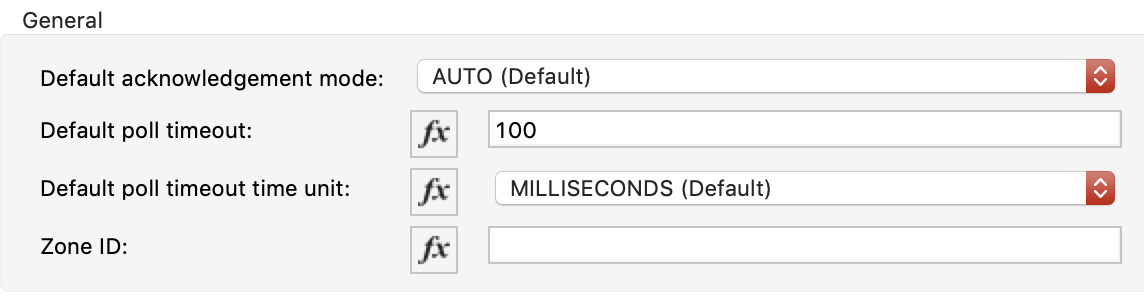 General
Default acknowledgement mode: AUTO (Default)
Default poll timeout: fx 100
Default poll timeout time unit: fx MILLISECONDS (Default)
Zone ID: fx